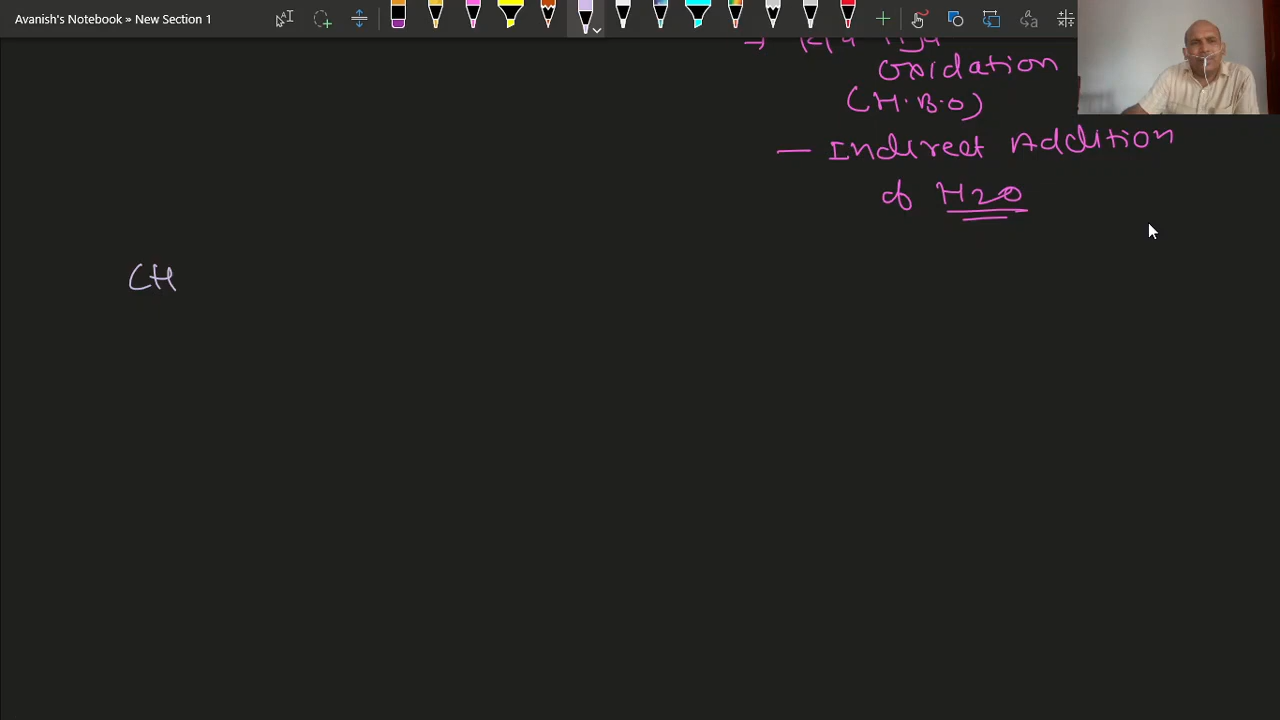 Avanish's Notebook » New Section 1
oxidation
(H.B.O)
— Indirect Addition
of H2O
CH